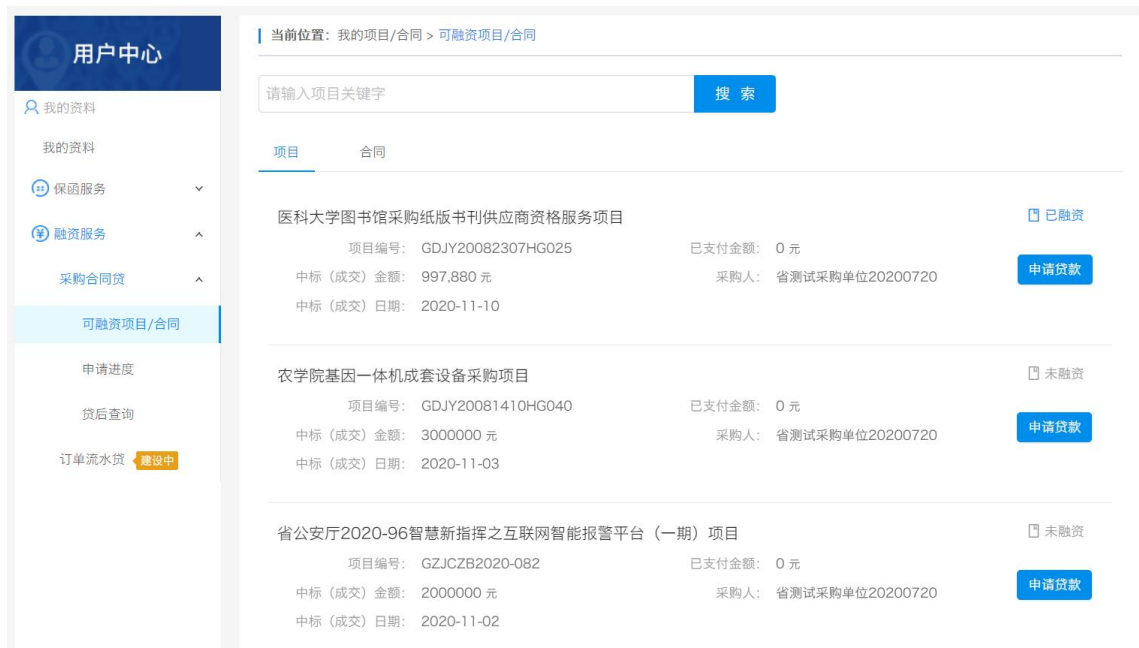 用户中心
我的资料
我的资料
保函服务
融资服务
采购合同贷
可融资项目/合同
申请进度
贷后查询
订单流水贷 建设中
当前位置：我的项目/合同 > 可融资项目/合同
请输入项目关键字 搜 索
项目 合同
医科大学图书馆采购纸版书刊供应商资格服务项目 已融资
项目编号： GDJY20082307HG025 已支付金额： 0 元
申请贷款
中标（成交）金额： 997,880 元 采购人： 省测试采购单位20200720
中标（成交）日期： 2020-11-10
农学院基因一体机成套设备采购项目 未融资
项目编号： GDJY20081410HG040 已支付金额： 0 元
申请贷款
中标（成交）金额： 3000000 元 采购人： 省测试采购单位20200720
中标（成交）日期： 2020-11-03
省公安厅2020-96智慧新指挥之互联网智能报警平台（一期）项目 未融资
项目编号： GZJCZB2020-082 已支付金额： 0 元
申请贷款
中标（成交）金额： 2000000 元 采购人： 省测试采购单位20200720
中标（成交）日期： 2020-11-02